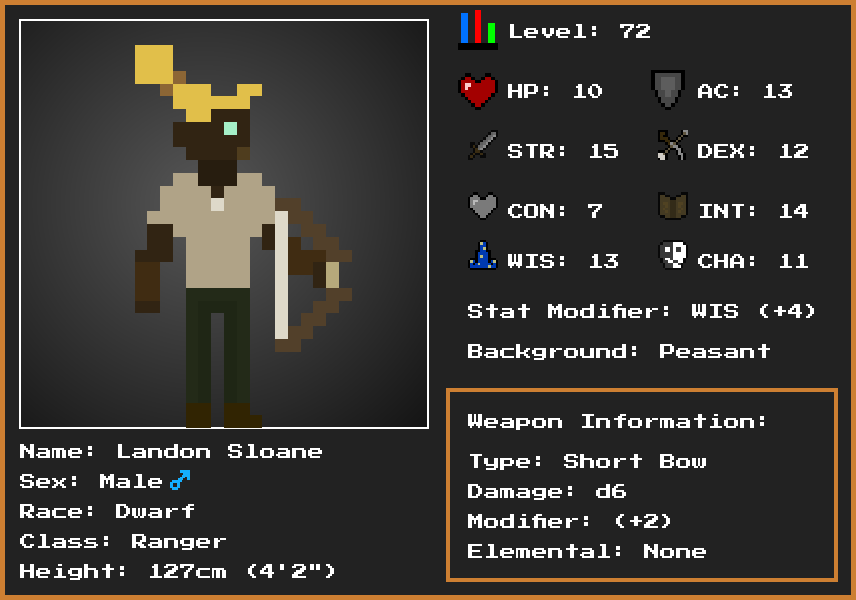 Level: 72
HP: 10 AC: 13
STR: 15 DEX: 12
CON: 7 INT: 14
WIS: 13 CHA: 11
Stat Modifier: WIS (+4)
Background: Peasant
Weapon Information:
Type: Short Bow
Damage: d6
Modifier: (+2)
Elemental: None
Name: Landon Sloane
Sex: Male♂
Race: Dwarf
Class: Ranger
Height: 127cm (4'2")